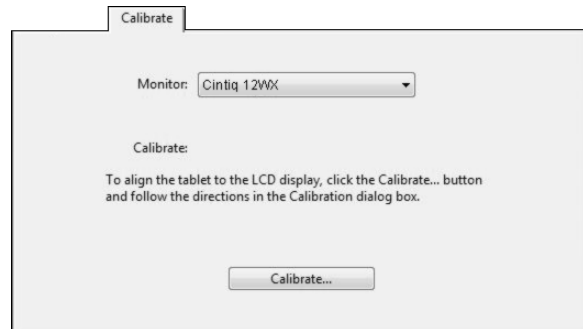 Calibrate
Monitor: Cintiq 12WX
Calibrate:
To align the tablet to the LCD display, click the Calibrate... button
and follow the directions in the Calibration dialog box.
Calibrate...